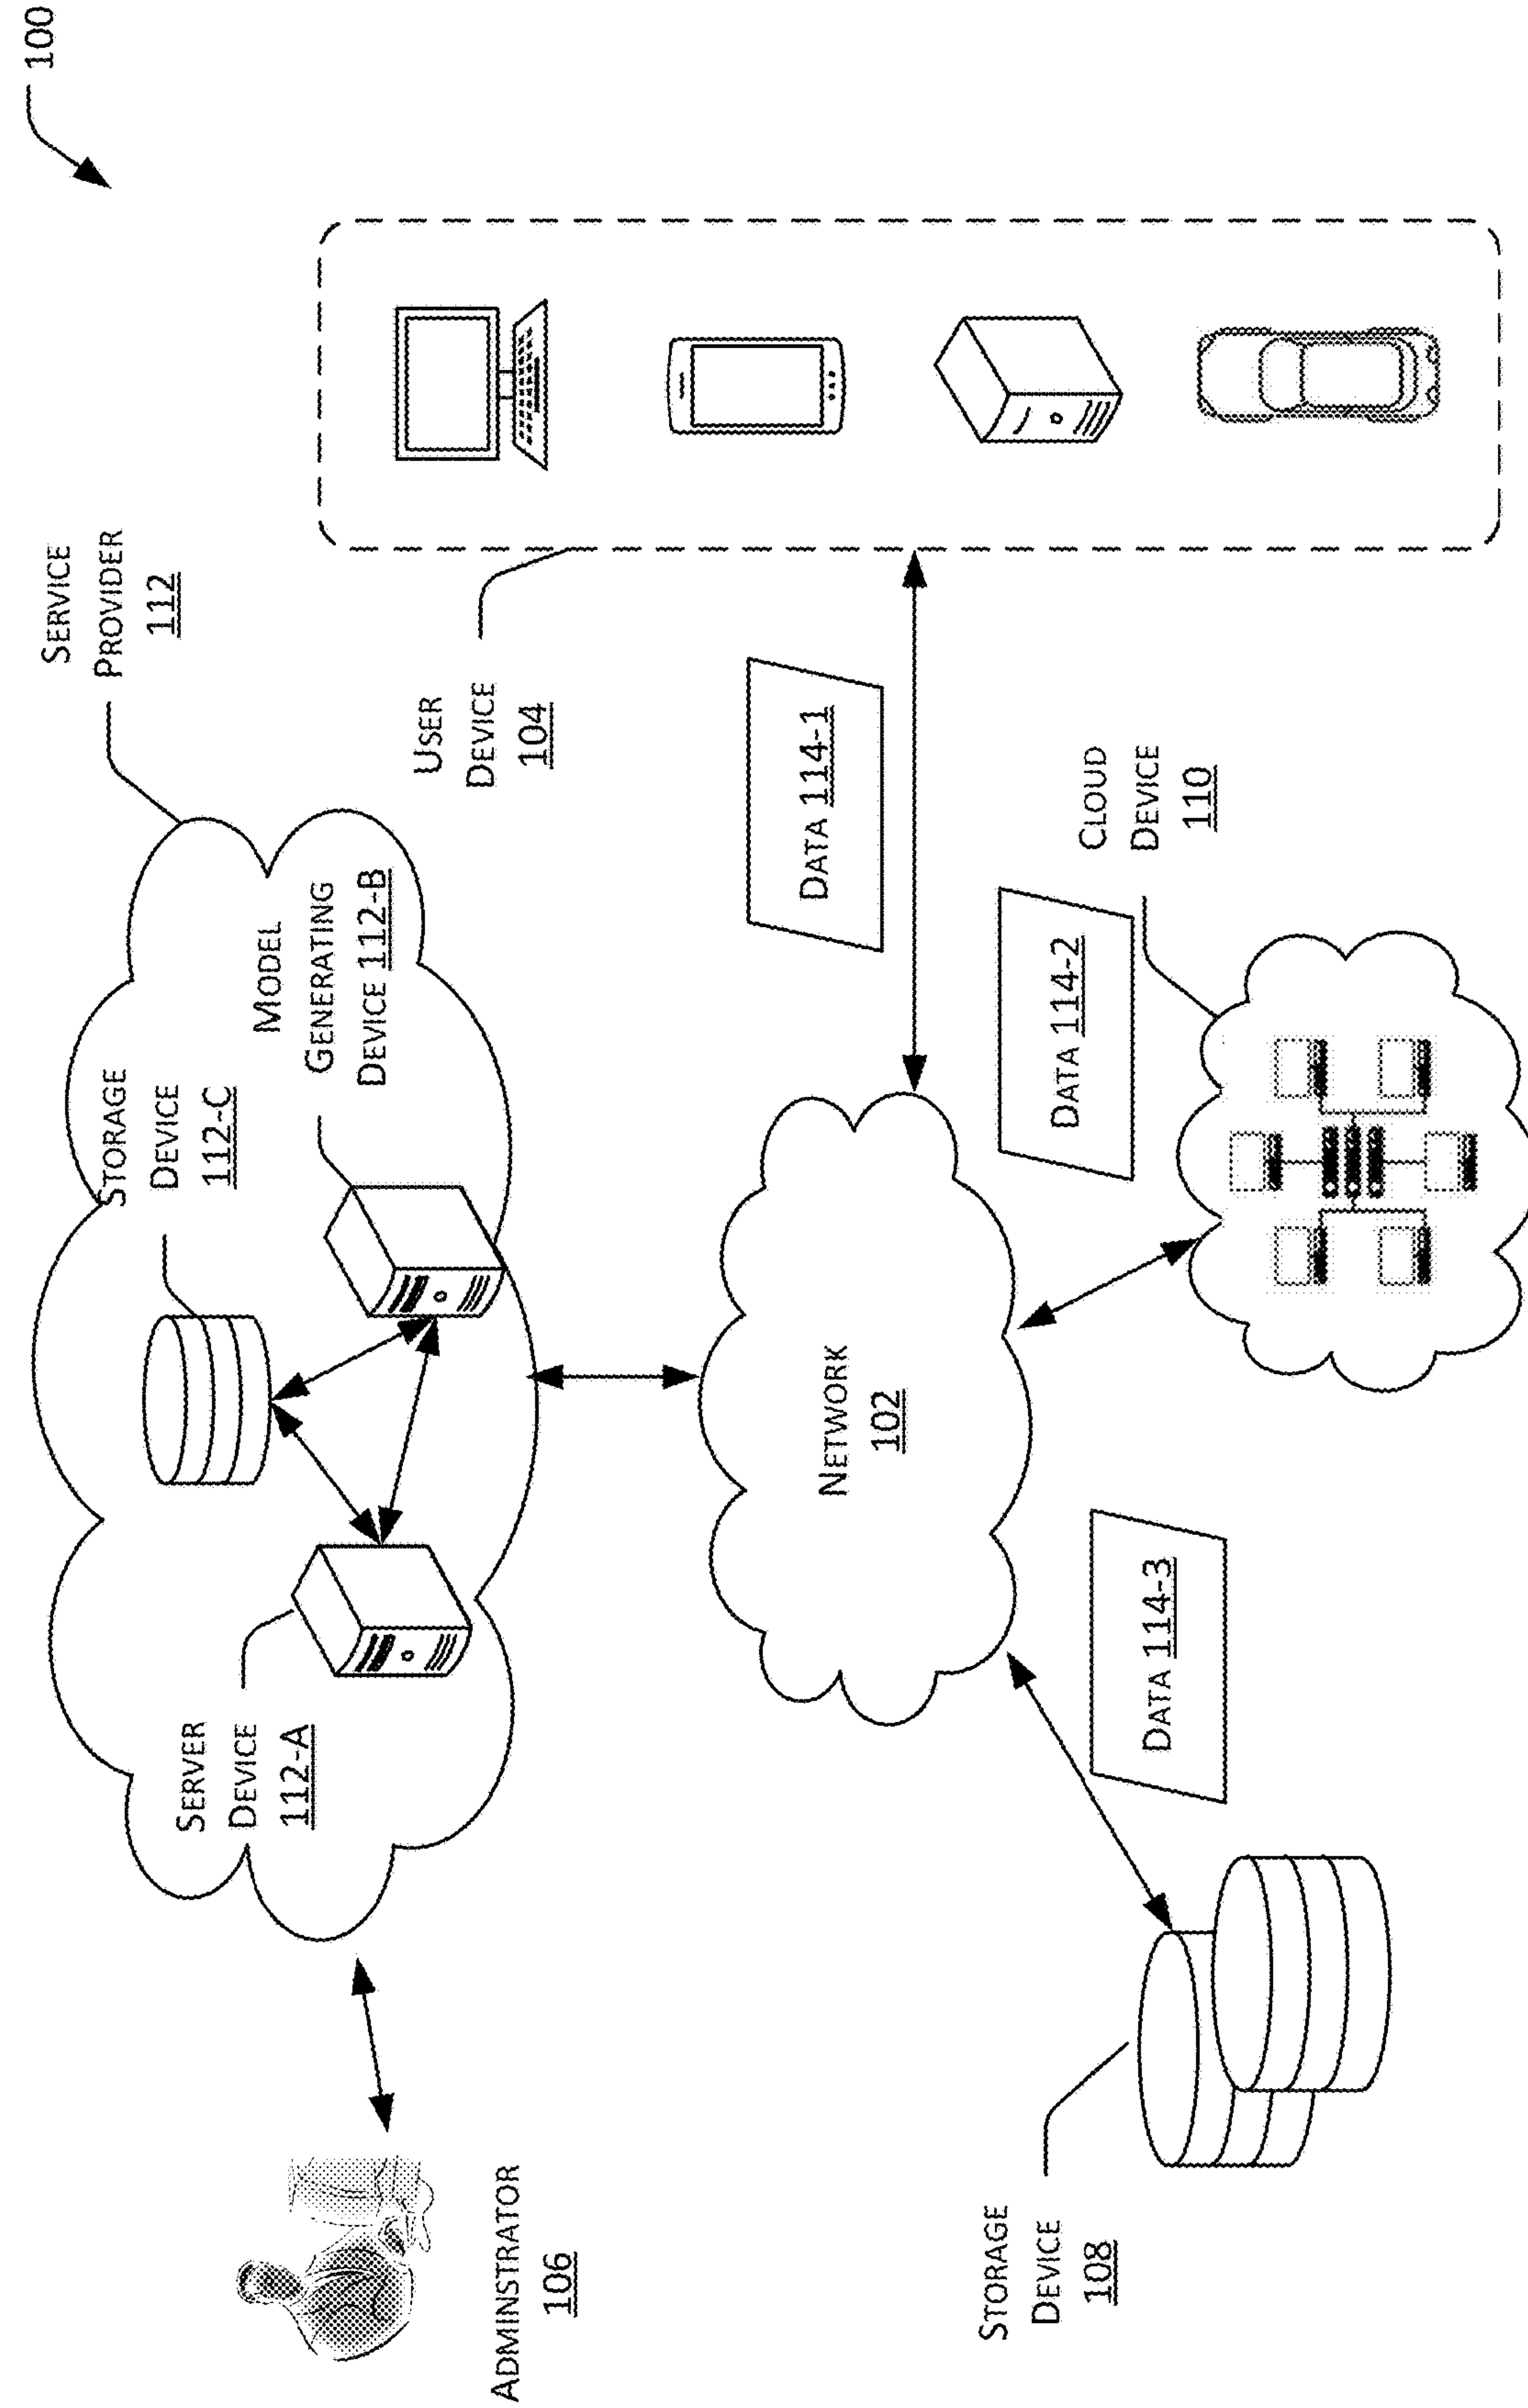 100
SERVICE
PROVIDER
112
STORAGE
DEVICE
112-C
MODEL
GENERATING
DEVICE 112-B
SERVER
DEVICE
112-A
ADMINSTRATOR
106
USER
DEVICE
104
DATA 114-1
NETWORK
102
DATA 114-2
CLOUD
DEVICE
110
DATA 114-3
STORAGE
DEVICE
108